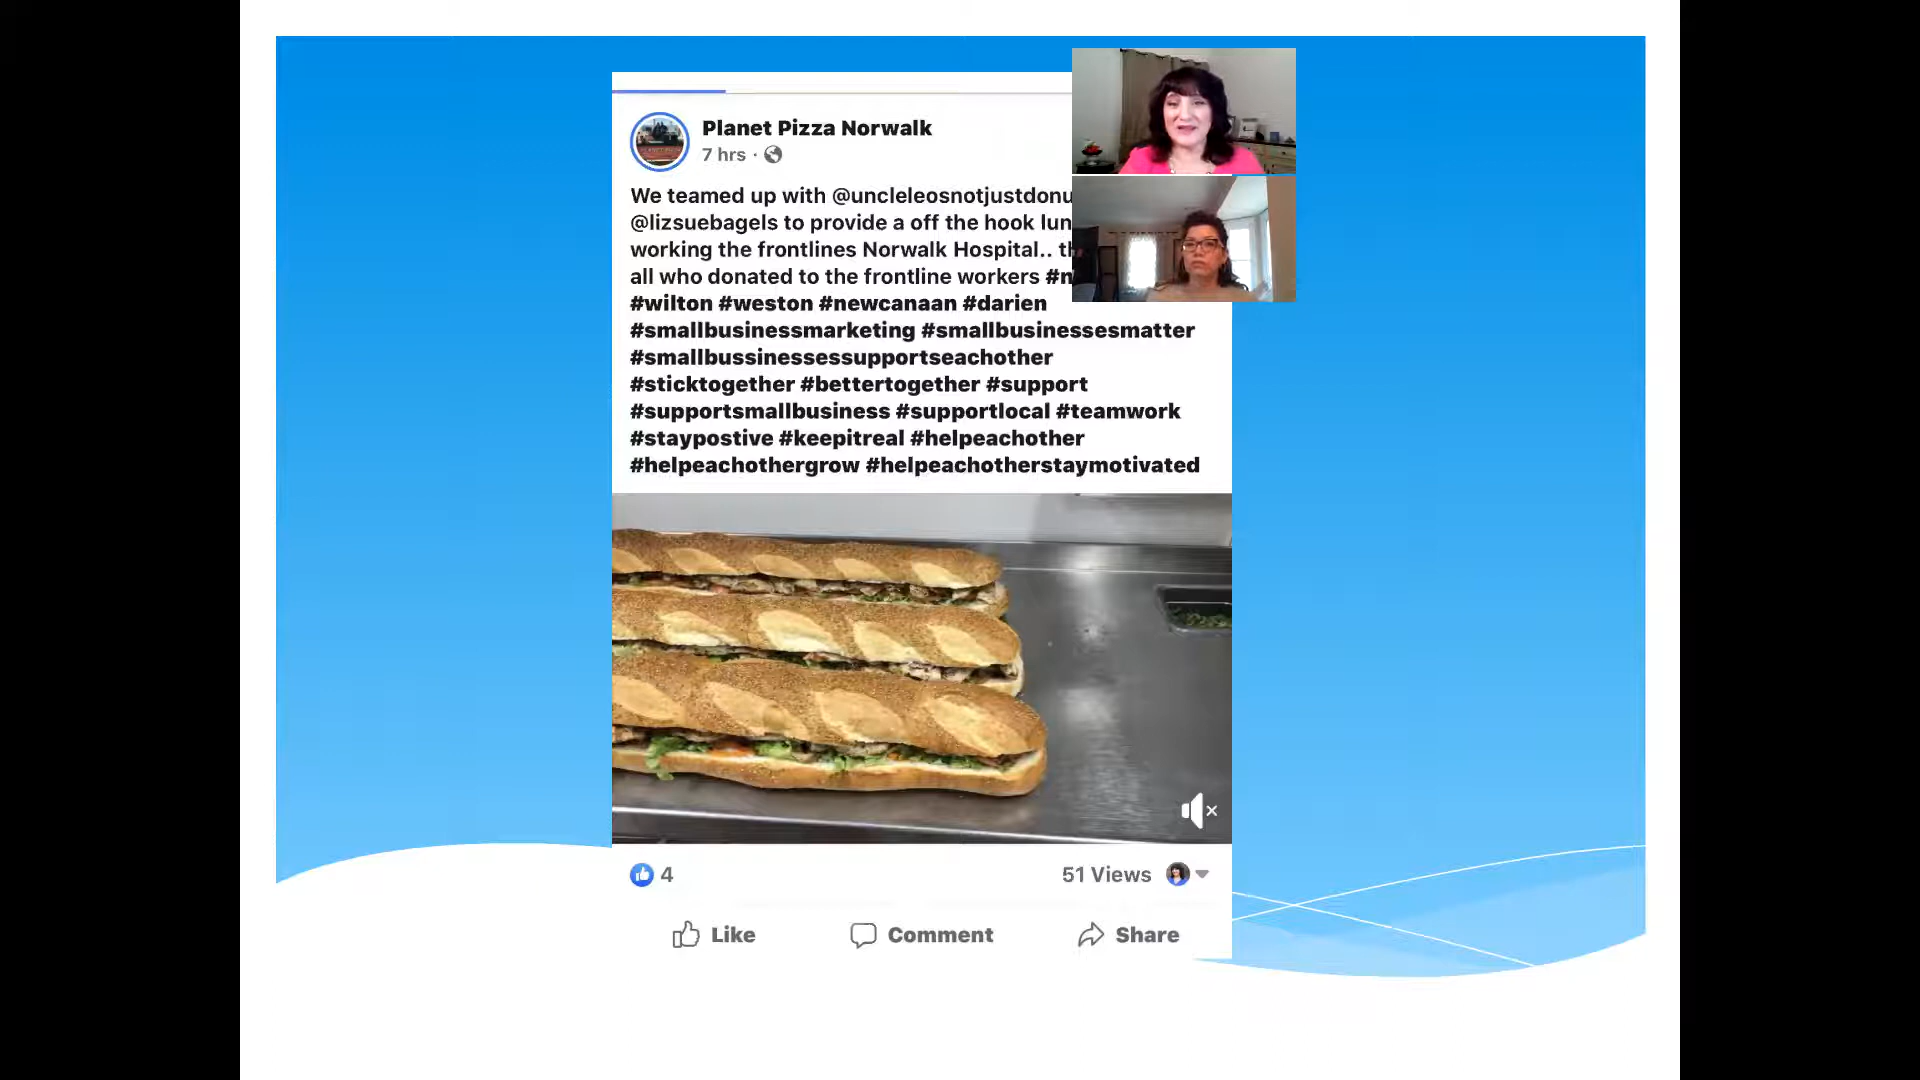 Planet Pizza Norwalk
7 hrs ·
We teamed up with @uncleleosnotjustdonu
@lizsuebagels to provide a off the hook lun
working the frontlines Norwalk Hospital..
all who donated to the frontline workers
#wilton #weston #newcanaan #darien
#smallbusinessmarketing #smallbusinessesmatter
#smallbussinessessupportseachother
#sticktogether #bettertogether #support
#supportsmallbusiness #supportlocal #teamwork
#staypostive #keepitreal #helpeachother
#helpeachothergrow #helpeachotherstaymotivated
4
51 Views
Like
Comment
Share